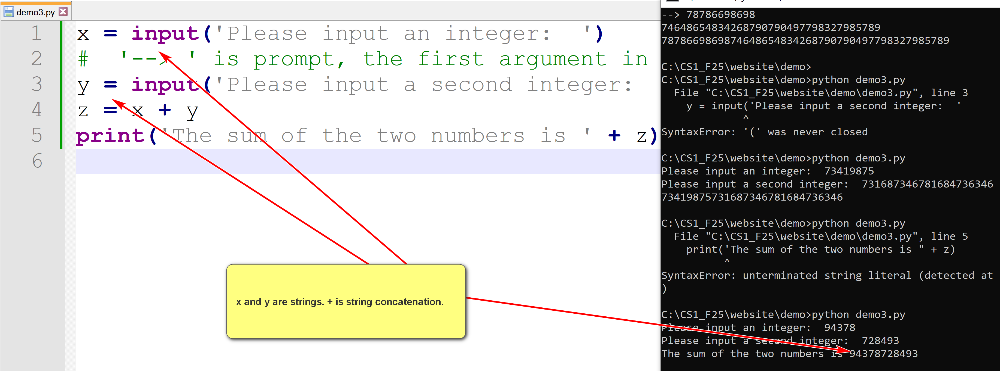 demo3.py
1 x = input('Please input an integer:  ')
2 #  '--> ' is prompt, the first argument in
3 y = input('Please input a second integer:
4 z = x + y
5 print('The sum of the two numbers is ' + z)
6
x and y are strings. + is string concatenation.
--> 78786698698
7464865483426879079049779832798578​9
787866986987464865483426879079049779832798578​9
C:\CS1_F25\website\demo>
C:\CS1_F25\website\demo>python demo3.py
File "C:\CS1_F25\website\demo\demo3.py", line 3
y = input('Please input a second integer:  '
^
SyntaxError: '(' was never closed
C:\CS1_F25\website\demo>python demo3.py
Please input an integer:  73419875
Please input a second integer:  731687346781684736346
73419875731687346781684736346
C:\CS1_F25\website\demo>python demo3.py
File "C:\CS1_F25\website\demo\demo3.py", line 5
print('The sum of the two numbers is " + z)
^
SyntaxError: unterminated string literal (detected at
)
C:\CS1_F25\website\demo>python demo3.py
Please input an integer:  94378
Please input a second integer:  728493
The sum of the two numbers is 94378728493